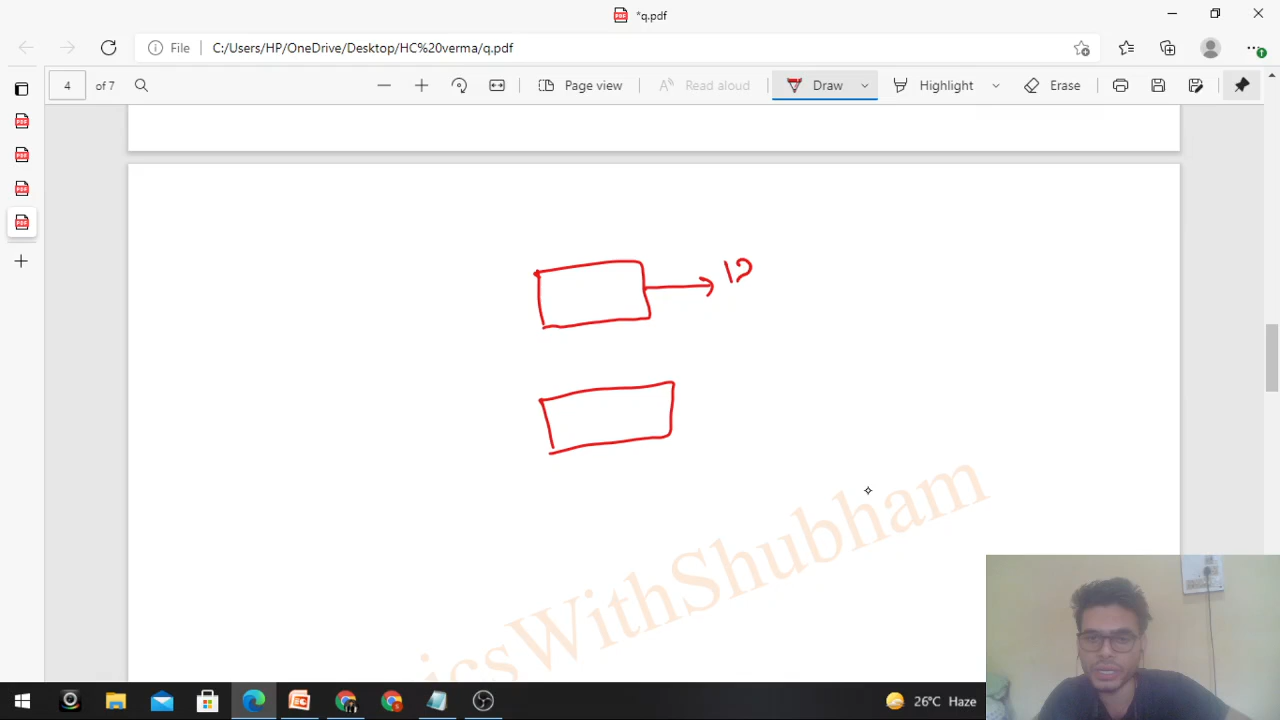 *q.pdf
File C:/Users/HP/OneDrive/Desktop/HC%20verma/q.pdf
4 of 7 Page view Read aloud Draw Highlight Erase
12
icsWithShubham
26°C Haze